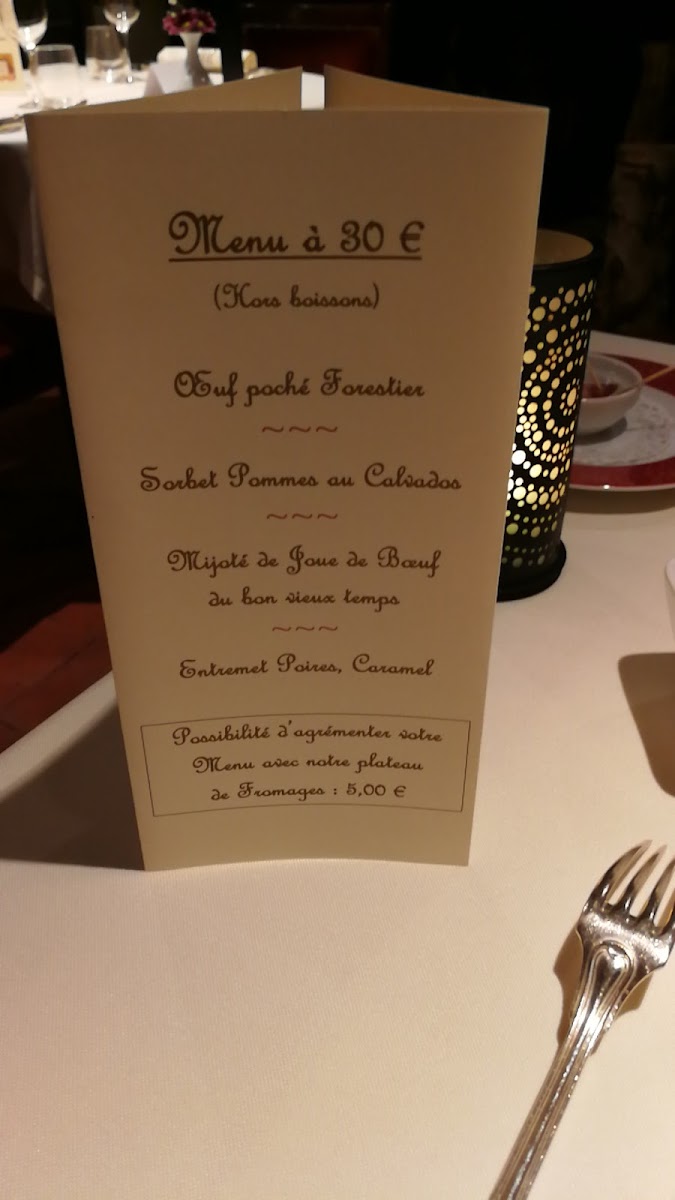 Menu à 30 €
(Hors boissons)
Œuf poché Forestier
~~~
Sorbet Pommes au Calvados
~~~
Mijoté de Joue de Bœuf
du bon vieux temps
~~~
Entremet Poires, Caramel
Possibilité d'agrémenter votre
Menu avec notre plateau
de Fromages : 5,00 €